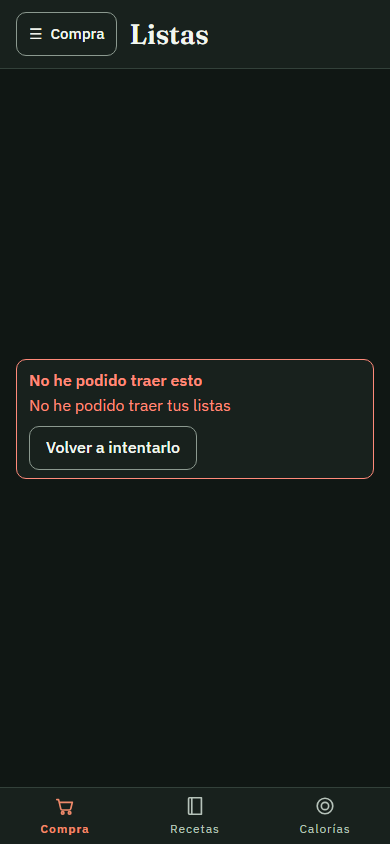 ☰ Compra
Listas
No he podido traer esto
No he podido traer tus listas
Volver a intentarlo
Compra
Recetas
Calorías